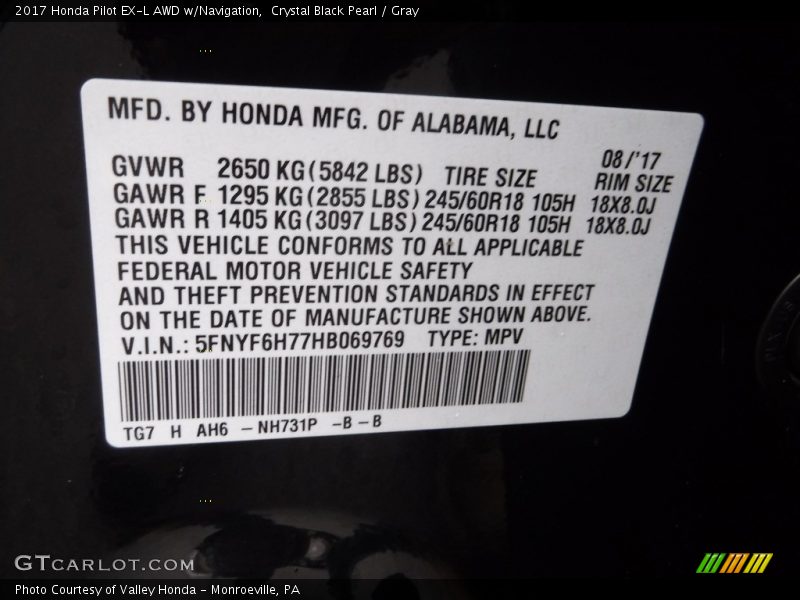 2017 Honda Pilot EX-L AWD w/Navigation,  Crystal Black Pearl / Gray
MFD. BY HONDA MFG. OF ALABAMA, LLC
08/'17
GVWR 2650 KG (5842 LBS) TIRE SIZE RIM SIZE
GAWR F 1295 KG (2855 LBS) 245/60R18 105H 18X8.0J
GAWR R 1405 KG (3097 LBS) 245/60R18 105H 18X8.0J
THIS VEHICLE CONFORMS TO ALL APPLICABLE
FEDERAL MOTOR VEHICLE SAFETY
AND THEFT PREVENTION STANDARDS IN EFFECT
ON THE DATE OF MANUFACTURE SHOWN ABOVE.
V.I.N.: 5FNYF6H77HB069769 TYPE: MPV
TG7 H AH6 - NH731P - B - B
GTCARLOT.COM
Photo Courtesy of Valley Honda - Monroeville, PA